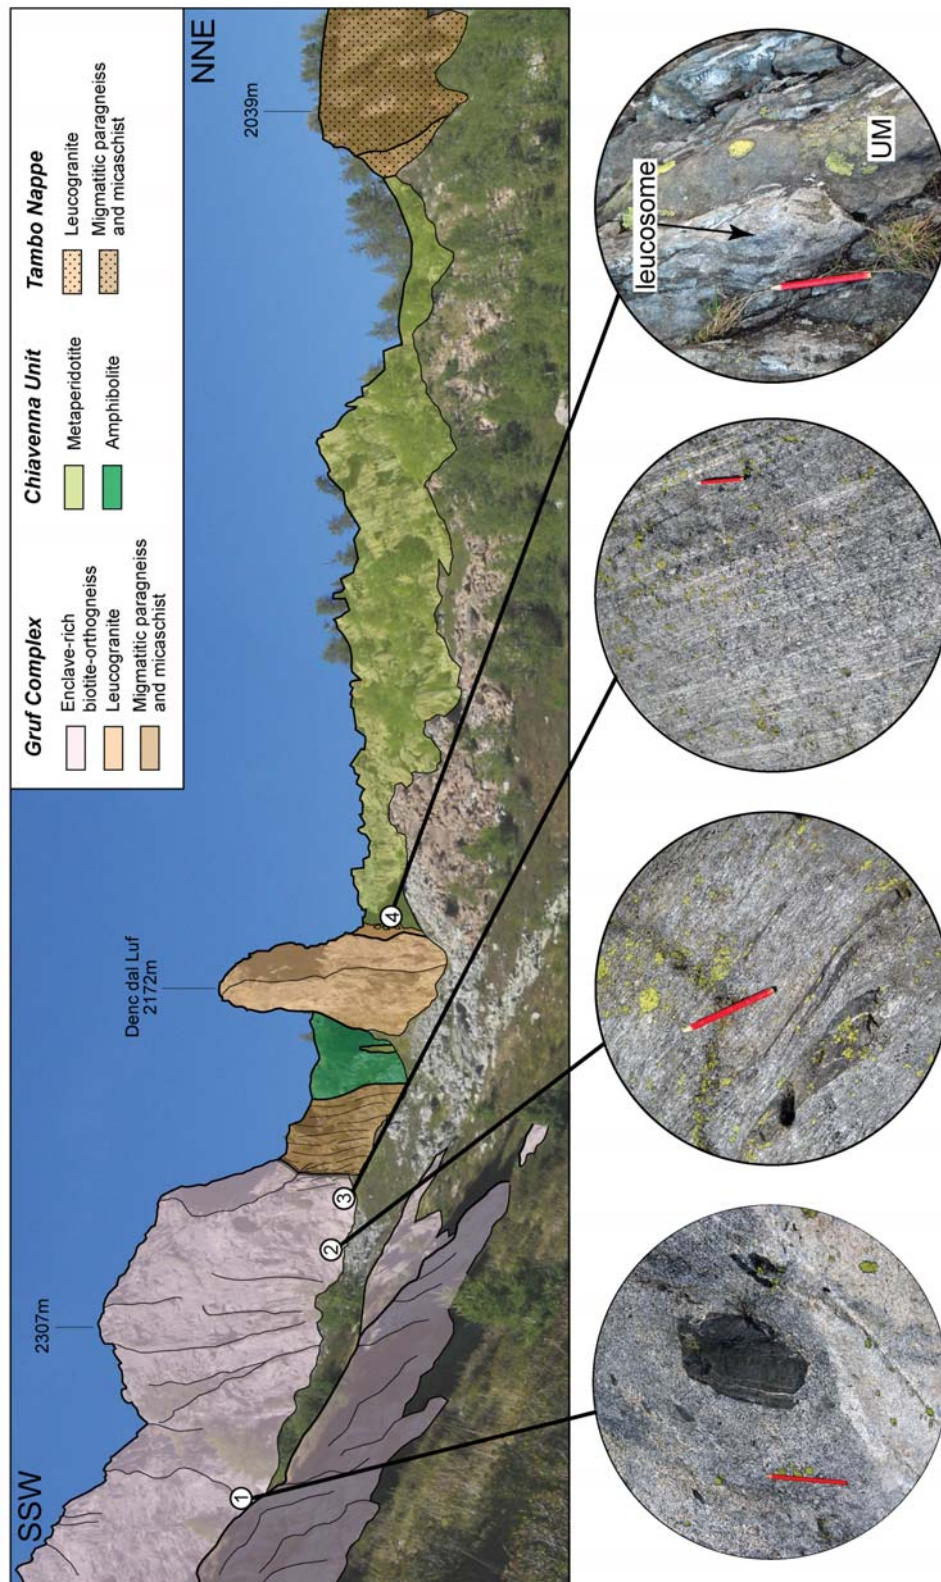 SSW
NNE
2307m
Denc dal Luf
2172m
2039m
Gruf Complex
Enclave-rich
biotite-orthogneiss
Leucogranite
Migmatitic paragneiss
and micaschist
Chiavenna Unit
Metaperidotite
Amphibolite
Tambo Nappe
Leucogranite
Migmatitic paragneiss
and micaschist
1
2
3
4
leucosome
UM